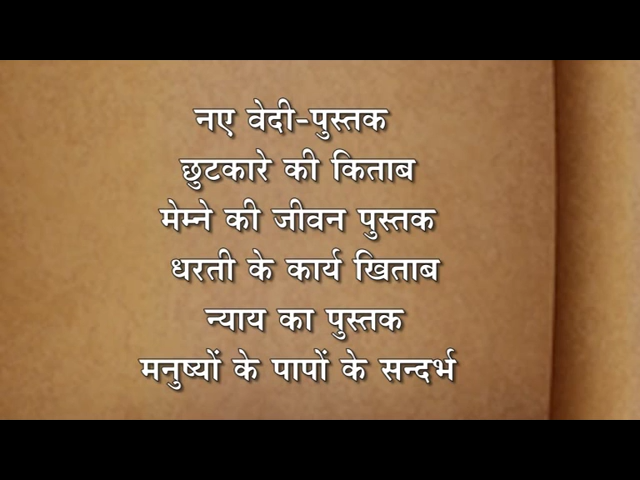 नए वेदी-पुस्तक
छुटकारे की किताब
मेम्ने की जीवन पुस्तक
धरती के कार्य खिताब
न्याय का पुस्तक
मनुष्यों के पापों के सन्दर्भ